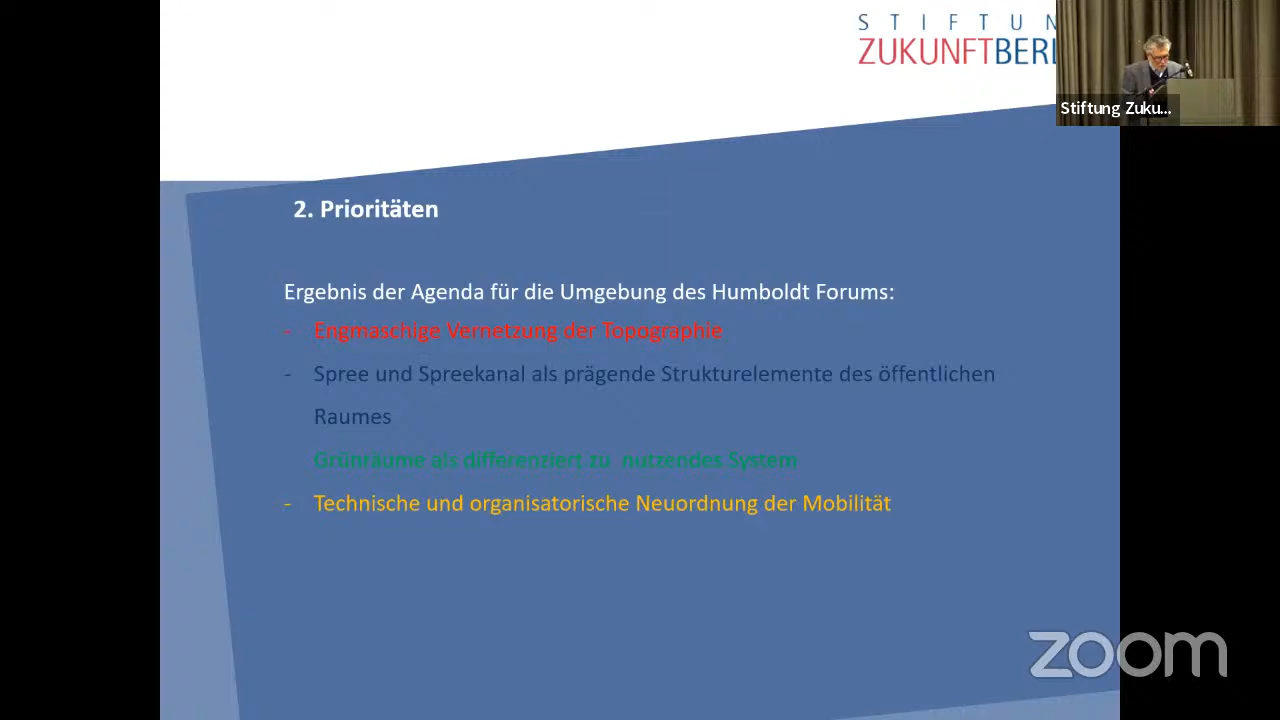 STIFTUN
ZUKUNFTBERL
Stiftung Zuku...
2. Prioritäten
Ergebnis der Agenda für die Umgebung des Humboldt Forums:
- Engmaschige Vernetzung der Topographie
- Spree und Spreekanal als prägende Strukturelemente des öffentlichen
Raumes
Grünräume als differenziert zu nutzendes System
- Technische und organisatorische Neuordnung der Mobilität
zoom